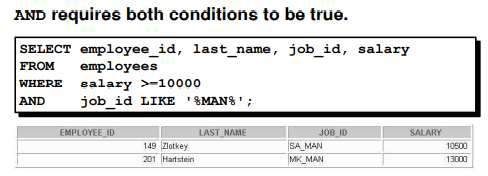 AND requires both conditions to be true.
SELECT employee_id, last_name, job_id, salary
FROM employees
WHERE salary >=10000
AND job_id LIKE '%MAN%';
EMPLOYEE_ID LAST_NAME JOB_ID SALARY
149 Zlotkey SA_MAN 10500
201 Hartstein MK_MAN 13000